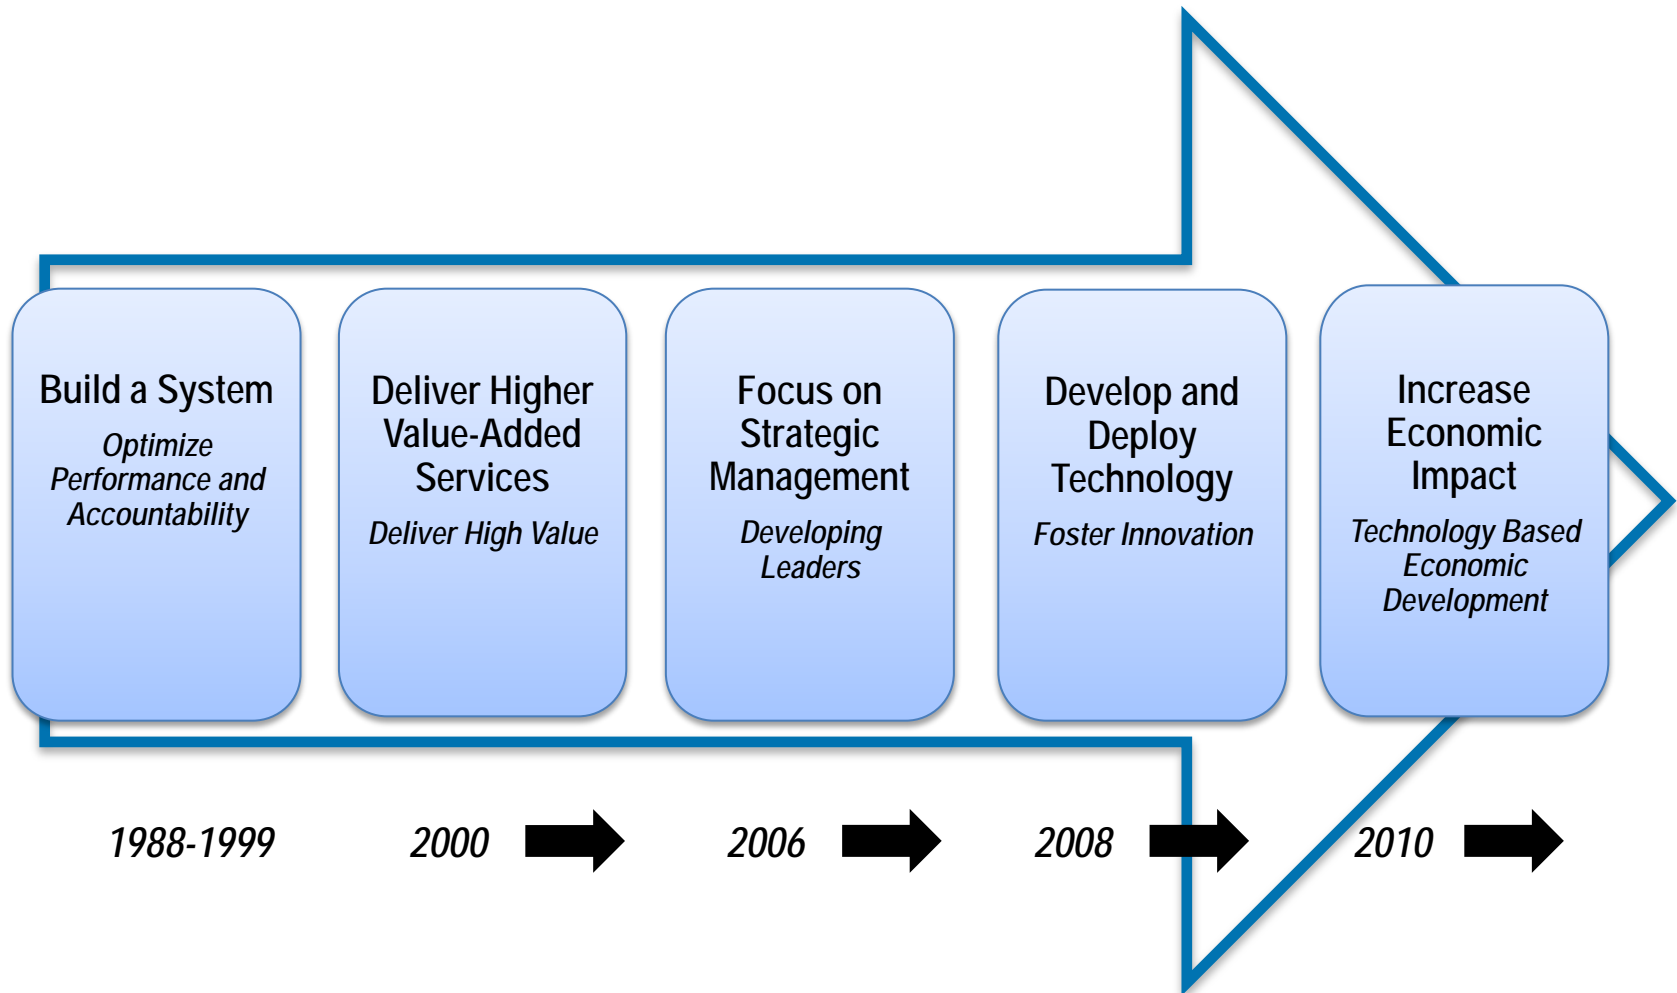 Build a System
Optimize
Performance and
Accountability
Deliver Higher
Value-Added
Services
Deliver High Value
Focus on
Strategic
Management
Developing
Leaders
Develop and
Deploy
Technology
Foster Innovation
Increase
Economic
Impact
Technology Based
Economic
Development
1988-1999
2000
2006
2008
2010